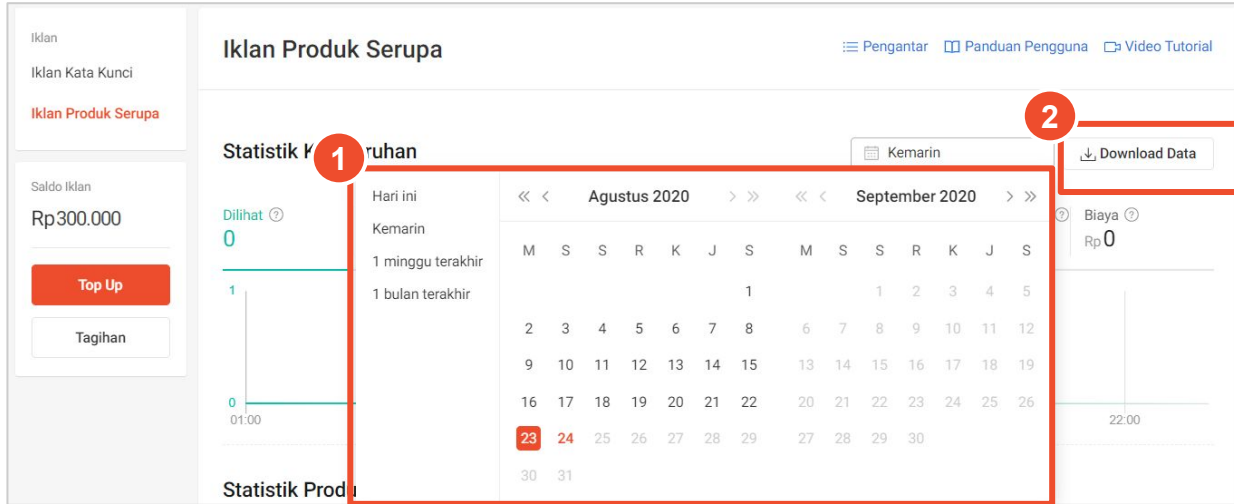 Iklan
Iklan Kata Kunci
Iklan Produk Serupa
Saldo Iklan
Rp300.000
Top Up
Tagihan
Iklan Produk Serupa
Pengantar Panduan Pengguna Video Tutorial
Statistik K ruhan
1
Kemarin
2
Download Data
Dilihat
0
Biaya
Rp 0
1
0
01:00
22:00
Hari ini
Kemarin
1 minggu terakhir
1 bulan terakhir
« < Agustus 2020 > »
M S S R K J S
1
2 3 4 5 6 7 8
9 10 11 12 13 14 15
16 17 18 19 20 21 22
23 24 25 26 27 28 29
30 31
« < September 2020 > »
M S S R K J S
1 2 3 4 5
6 7 8 9 10 11 12
13 14 15 16 17 18 19
20 21 22 23 24 25 26
27 28 29 30
Statistik Produ